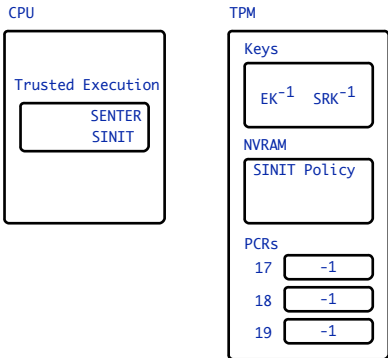 CPU
Trusted Execution
SENTER
SINIT
TPM
Keys
EK-1 SRK-1
NVRAM
SINIT Policy
PCRs
17 -1
18 -1
19 -1